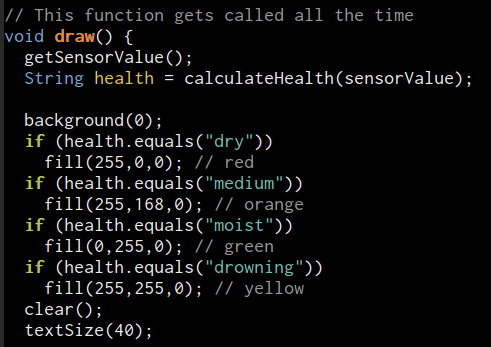 // This function gets called all the time
void draw() {
  getSensorValue();
  String health = calculateHealth(sensorValue);

  background(0);
  if (health.equals("dry"))
    fill(255,0,0); // red
  if (health.equals("medium"))
    fill(255,168,0); // orange
  if (health.equals("moist"))
    fill(0,255,0); // green
  if (health.equals("drowning"))
    fill(255,255,0); // yellow
  clear();
  textSize(40);